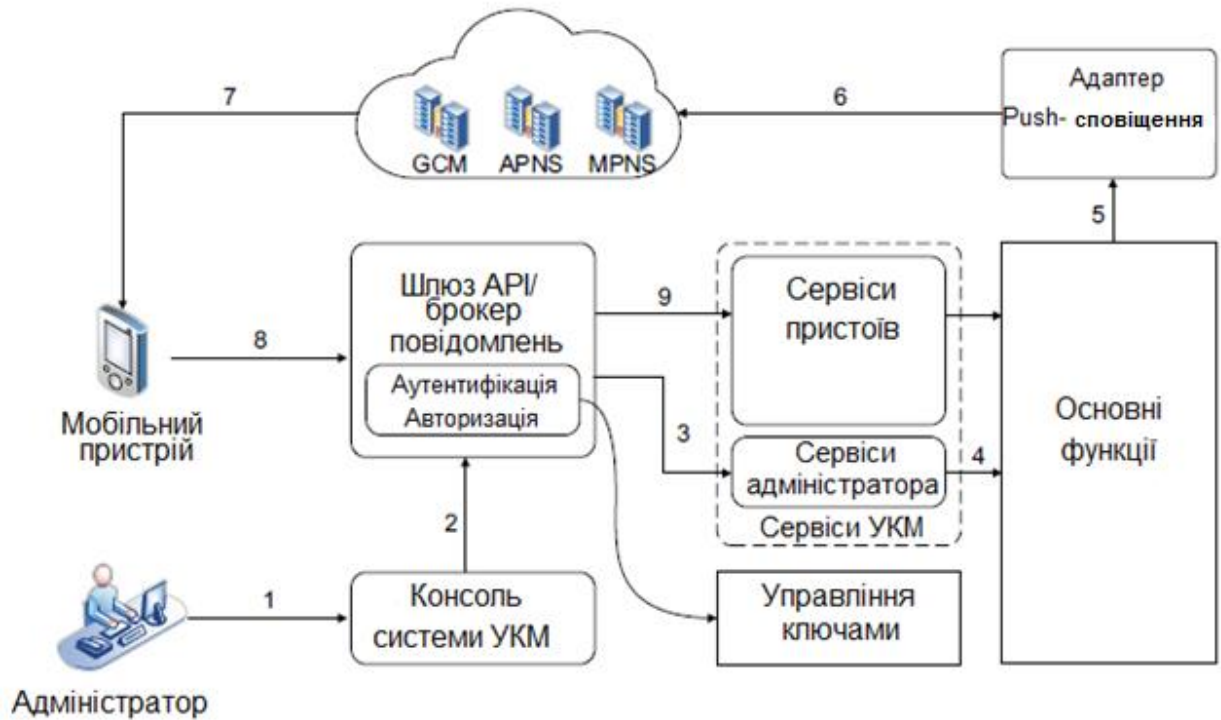 7
6
GCM
APNS
MPNS
Адаптер
Push- сповіщення
5
Шлюз API/
брокер
повідомлень
Аутентифікація
Авторизація
9
Сервіси
пристоїв
8
Мобільний
пристрій
3
Сервіси
адміністратора
4
Сервіси УКМ
Основні
функції
2
1
Консоль
системи УКМ
Управління
ключами
Адміністратор